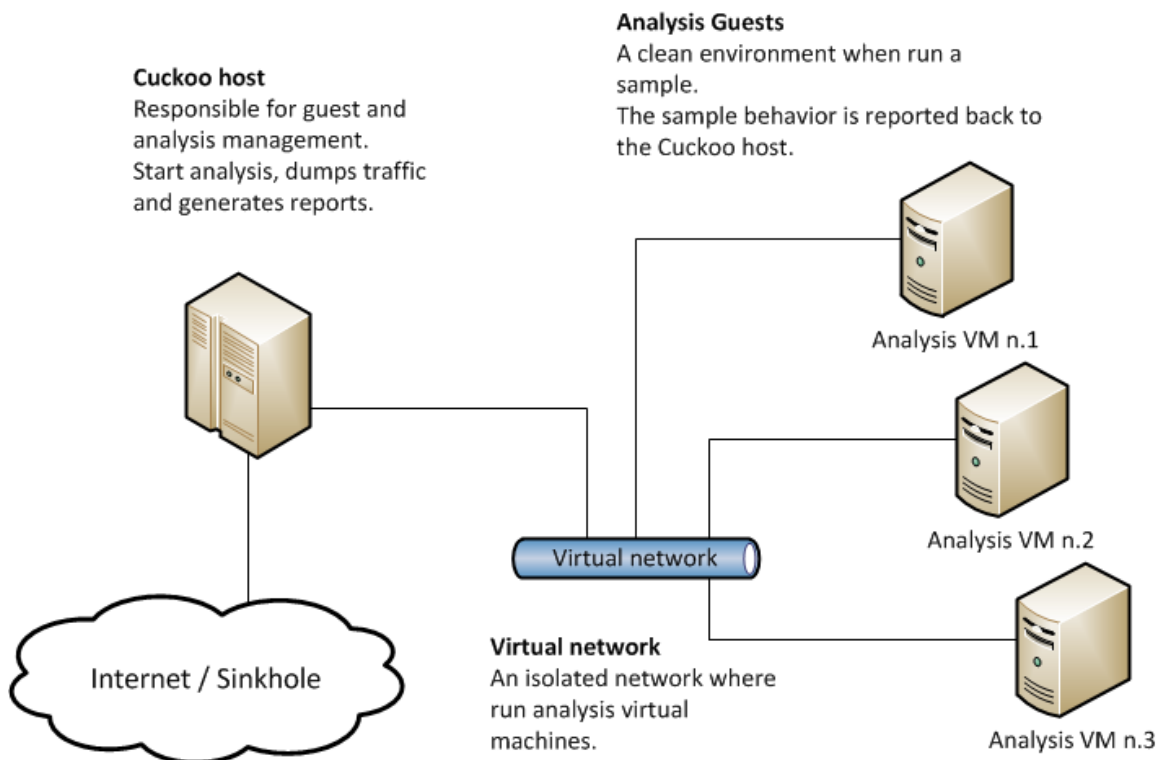 Analysis Guests
A clean environment when run a
sample.
The sample behavior is reported back to
the Cuckoo host.
Cuckoo host
Responsible for guest and
analysis management.
Start analysis, dumps traffic
and generates reports.
Analysis VM n.1
Analysis VM n.2
Virtual network
Virtual network
An isolated network where
run analysis virtual
machines.
Internet / Sinkhole
Analysis VM n.3